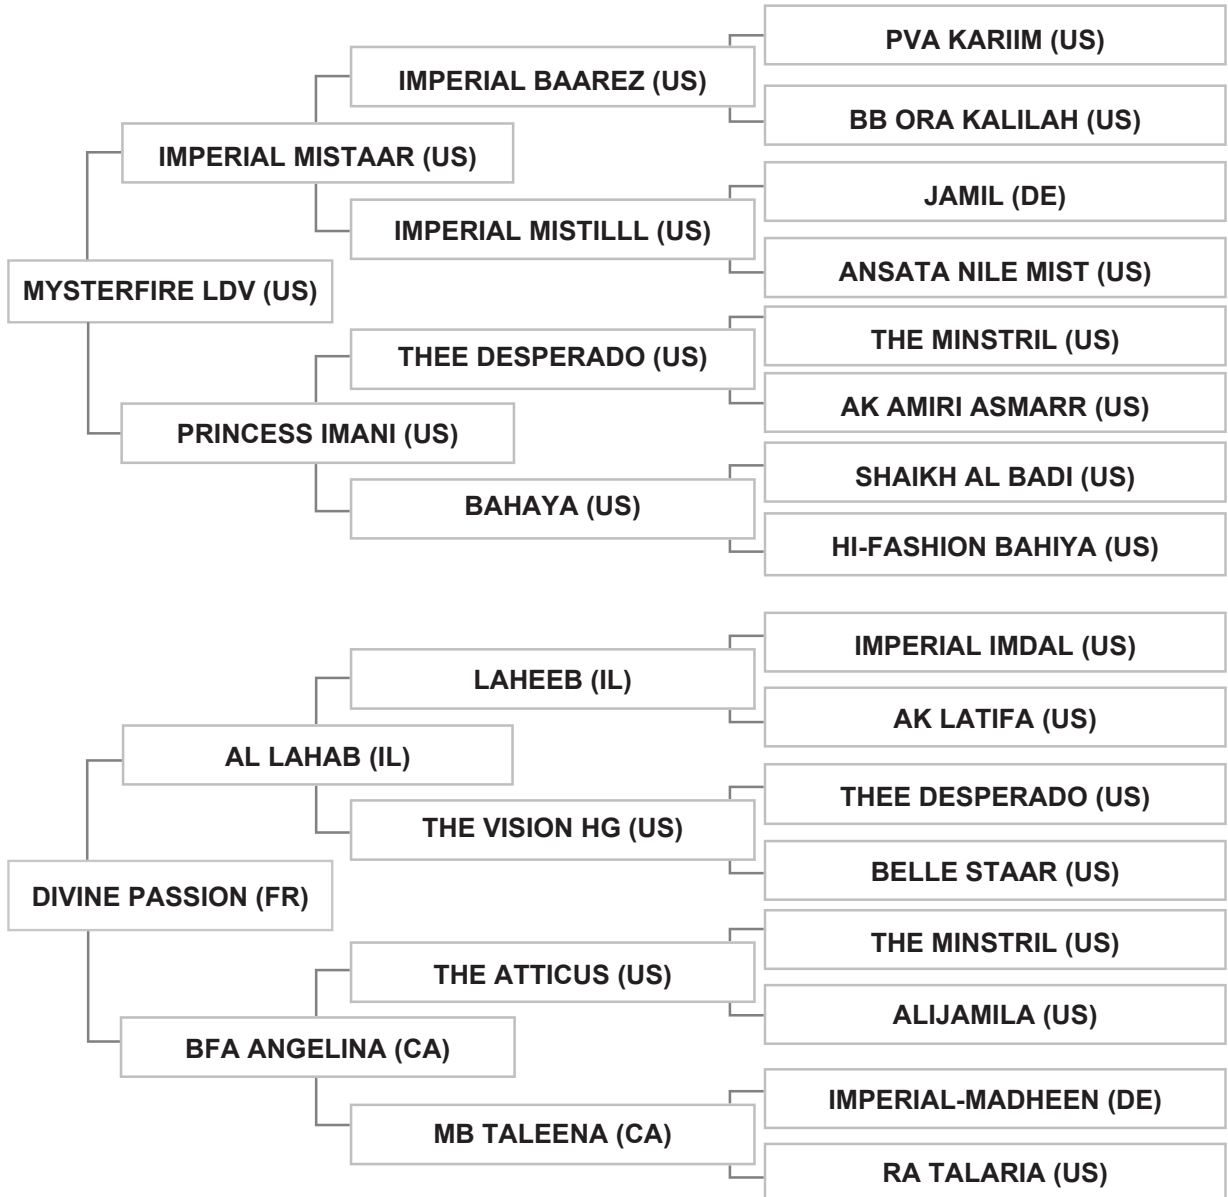 PVA KARIIM (US)
IMPERIAL BAAREZ (US)
BB ORA KALILAH (US)
IMPERIAL MISTAAR (US)
JAMIL (DE)
IMPERIAL MISTILLL (US)
ANSATA NILE MIST (US)
MYSTERFIRE LDV (US)
THE MINSTRIL (US)
THEE DESPERADO (US)
AK AMIRI ASMARR (US)
PRINCESS IMANI (US)
SHAIKH AL BADI (US)
BAHAYA (US)
HI-FASHION BAHIYA (US)
IMPERIAL IMDAL (US)
LAHEEB (IL)
AK LATIFA (US)
AL LAHAB (IL)
THEE DESPERADO (US)
THE VISION HG (US)
BELLE STAAR (US)
DIVINE PASSION (FR)
THE MINSTRIL (US)
THE ATTICUS (US)
ALIJAMILA (US)
BFA ANGELINA (CA)
IMPERIAL-MADHEEN (DE)
MB TALEENA (CA)
RA TALARIA (US)